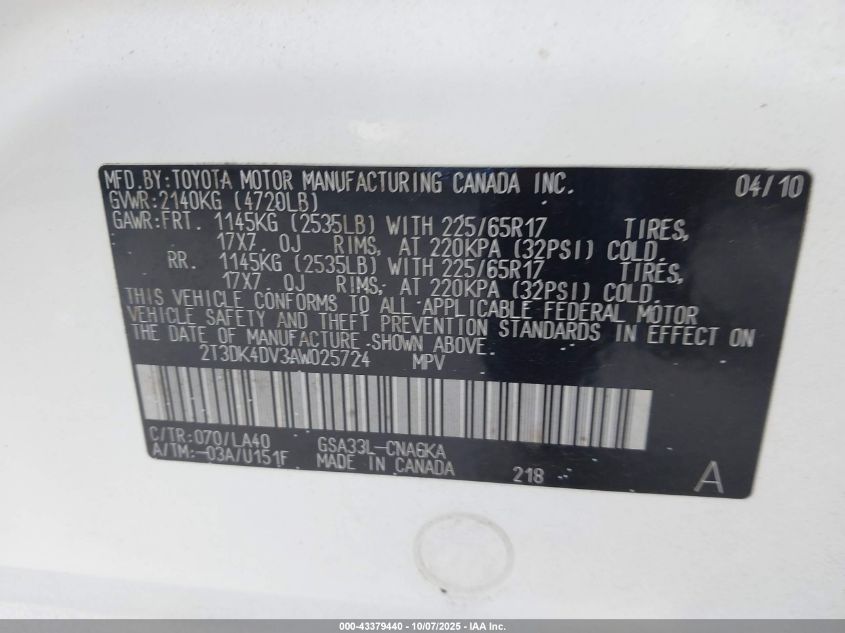 MFD.BY:TOYOTA MOTOR MANUFACTURING CANADA INC. 04/10
GVWR:2140KG (4720LB)
GAWR:FRT. 1145KG (2535LB) WITH 225/65R17 TIRES,
17X7.0J RIMS, AT 220KPA (32PSI) COLD.
RR. 1145KG (2535LB) WITH 225/65R17 TIRES,
17X7.0J RIMS, AT 220KPA (32PSI) COLD.
THIS VEHICLE CONFORMS TO ALL APPLICABLE FEDERAL MOTOR
VEHICLE SAFETY AND THEFT PREVENTION STANDARDS IN EFFECT ON
THE DATE OF MANUFACTURE SHOWN ABOVE.
2T3DK4DV3AW025724 MPV
C/TR:070/LA40 GSA33L-CNA6KA
A/TM:-03A/U151F MADE IN CANADA 218 A
000-43379440 - 10/07/2025 - IAA Inc.